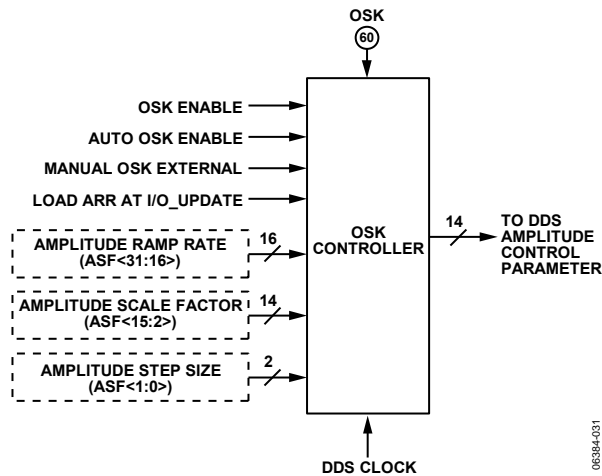 OSK
60
OSK ENABLE
AUTO OSK ENABLE
MANUAL OSK EXTERNAL
LOAD ARR AT I/O_UPDATE
AMPLITUDE RAMP RATE
(ASF<31:16>)
16
AMPLITUDE SCALE FACTOR
(ASF<15:2>)
14
AMPLITUDE STEP SIZE
(ASF<1:0>)
2
OSK
CONTROLLER
14
TO DDS
AMPLITUDE
CONTROL
PARAMETER
DDS CLOCK
06384-031